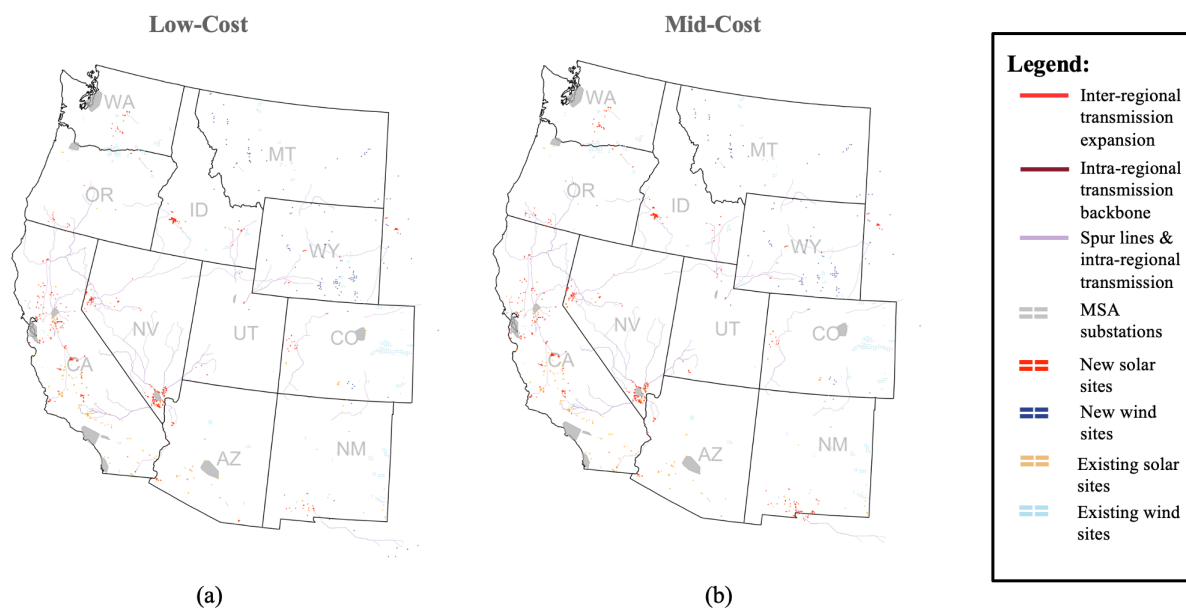 Low-Cost
Mid-Cost
WA
MT
OR
ID
WY
NV
UT
CO
CA
AZ
NM
(a)
WA
MT
OR
ID
WY
NV
UT
CO
CA
AZ
NM
(b)
Legend:
Inter-regional
transmission
expansion
Intra-regional
transmission
backbone
Spur lines &
intra-regional
transmission
MSA
substations
New solar
sites
New wind
sites
Existing solar
sites
Existing wind
sites